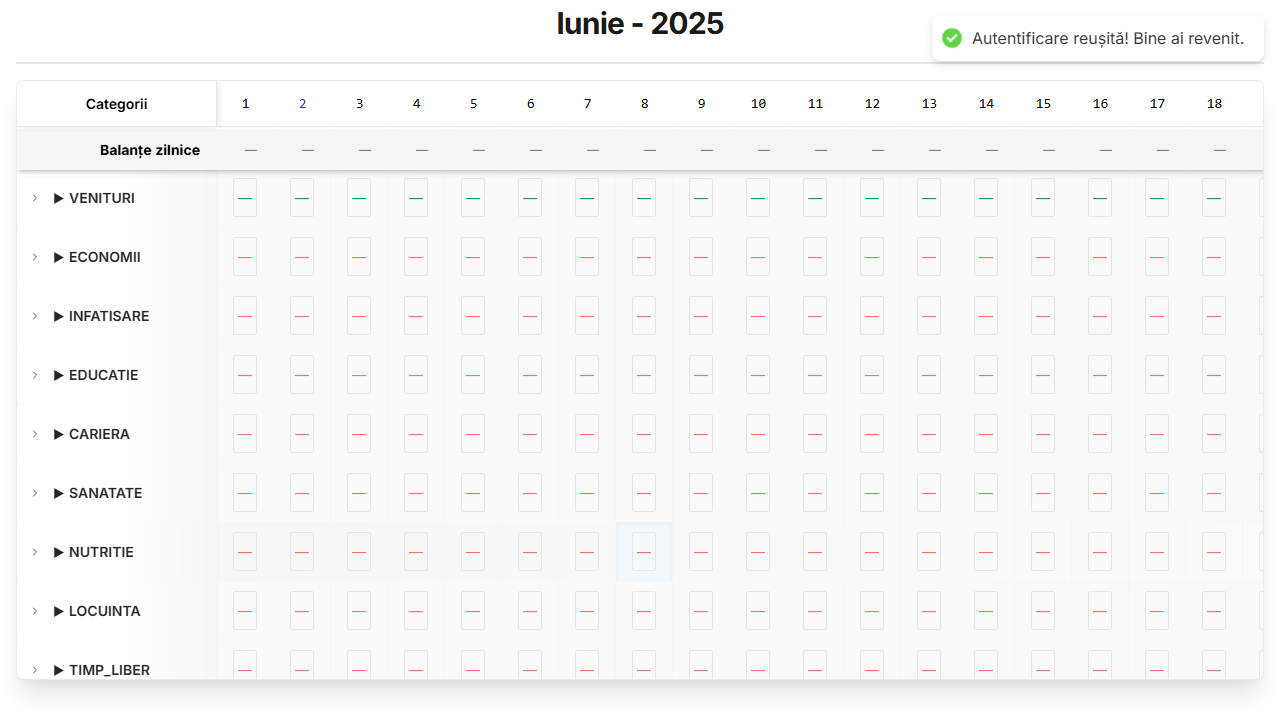 Iunie - 2025
Autentificare reușită! Bine ai revenit.
Categorii 1 2 3 4 5 6 7 8 9 10 11 12 13 14 15 16 17 18
Balanțe zilnice — — — — — — — — — — — — — — — — — —
▶ VENITURI — — — — — — — — — — — — — — — — — —
▶ ECONOMII — — — — — — — — — — — — — — — — — —
▶ INFATISARE — — — — — — — — — — — — — — — — — —
▶ EDUCATIE — — — — — — — — — — — — — — — — — —
▶ CARIERA — — — — — — — — — — — — — — — — — —
▶ SANATATE — — — — — — — — — — — — — — — — — —
▶ NUTRITIE — — — — — — — — — — — — — — — — — —
▶ LOCUINTA — — — — — — — — — — — — — — — — — —
▶ TIMP_LIBER — — — — — — — — — — — — — — — — — —